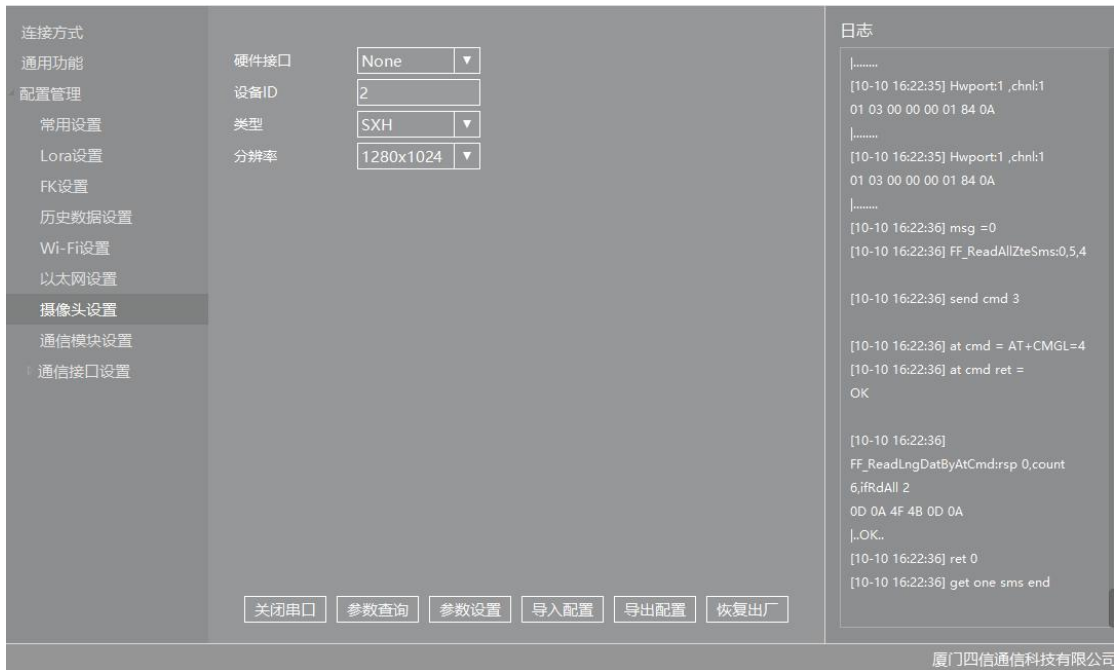 连接方式
通用功能
配置管理
常用设置
Lora设置
FK设置
历史数据设置
Wi-Fi设置
以太网设置
摄像头设置
通信模块设置
通信接口设置
硬件接口 None
设备ID 2
类型 SXH
分辨率 1280x1024
关闭串口 参数查询 参数设置 导入配置 导出配置 恢复出厂
日志
|........
[10-10 16:22:35] Hwport:1 ,chnl:1
01 03 00 00 00 01 84 0A
|........
[10-10 16:22:35] Hwport:1 ,chnl:1
01 03 00 00 00 01 84 0A
|........
[10-10 16:22:36] msg =0
[10-10 16:22:36] FF_ReadAllZteSms:0,5,4
[10-10 16:22:36] send cmd 3
[10-10 16:22:36] at cmd = AT+CMGL=4
[10-10 16:22:36] at cmd ret =
OK
[10-10 16:22:36]
FF_ReadLngDatByAtCmd:rsp 0,count
6,ifRdAll 2
0D 0A 4F 4B 0D 0A
|..OK..
[10-10 16:22:36] ret 0
[10-10 16:22:36] get one sms end
厦门四信通信科技有限公司